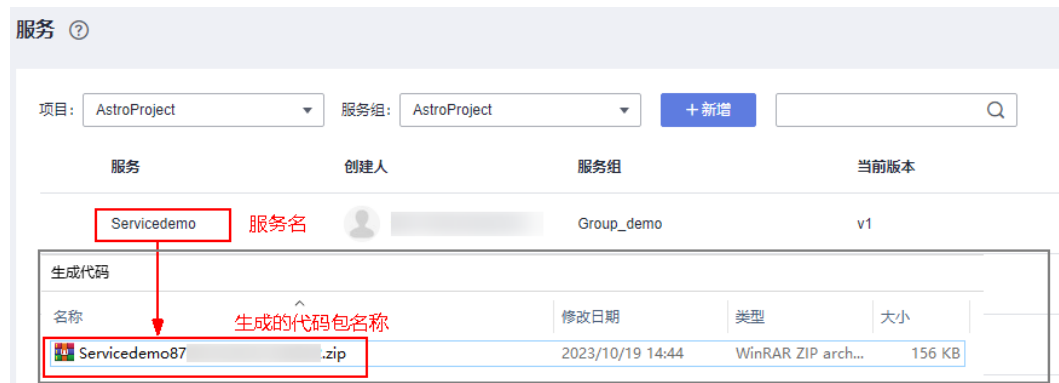 服务 ?
项目: AstroProject 服务组: AstroProject +新增
服务 创建人 服务组 当前版本
Servicedemo 服务名 Group_demo v1
生成代码
名称 生成的代码包名称 修改日期 类型 大小
Servicedemo87 .zip 2023/10/19 14:44 WinRAR ZIP arch... 156 KB